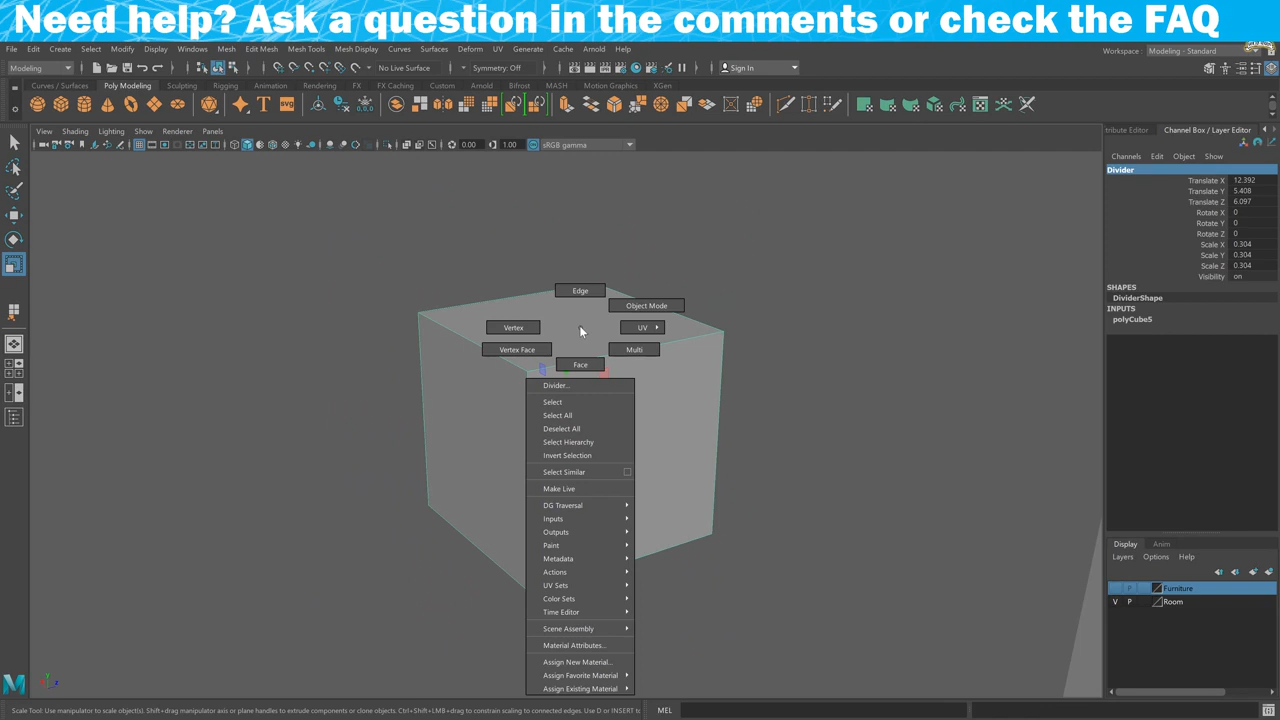 Need help? Ask a question in the comments or check the FAQ
File Edit Create Select Modify Display Windows Mesh Edit Mesh Mesh Tools Mesh Display Curves Surfaces Deform UV Generate Cache Arnold Help
Workspace: Modeling - Standard
Modeling
No Live Surface
Symmetry: Off
Sign In
Curves / Surfaces Poly Modeling Sculpting Rigging Animation Rendering FX FX Caching Custom Arnold Bifrost MASH Motion Graphics XGen
View Shading Lighting Show Renderer Panels
0.00 1.00 sRGB gamma
tribute Editor Channel Box / Layer Editor
Channels Edit Object Show
Divider
Translate X 12.392
Translate Y 5.408
Translate Z 6.097
Rotate X 0
Rotate Y 0
Rotate Z 0
Scale X 0.304
Scale Y 0.304
Scale Z 0.304
Visibility on
SHAPES
DividerShape
INPUTS
polyCube5
Edge
Object Mode
Vertex
UV
Vertex Face
Multi
Face
Divider...
Select
Select All
Deselect All
Select Hierarchy
Invert Selection
Select Similar
Make Live
DG Traversal
Inputs
Outputs
Paint
Metadata
Actions
UV Sets
Color Sets
Time Editor
Scene Assembly
Material Attributes...
Assign New Material...
Assign Favorite Material
Assign Existing Material
Display Anim
Layers Options Help
P Furniture
V P Room
Scale Tool: Use manipulator to scale object(s). Shift+drag manipulator axis or plane handles to extrude components or clone objects. Ctrl+Shift+LMB+drag to constrain scaling to connected edges. Use D or INSERT to
MEL